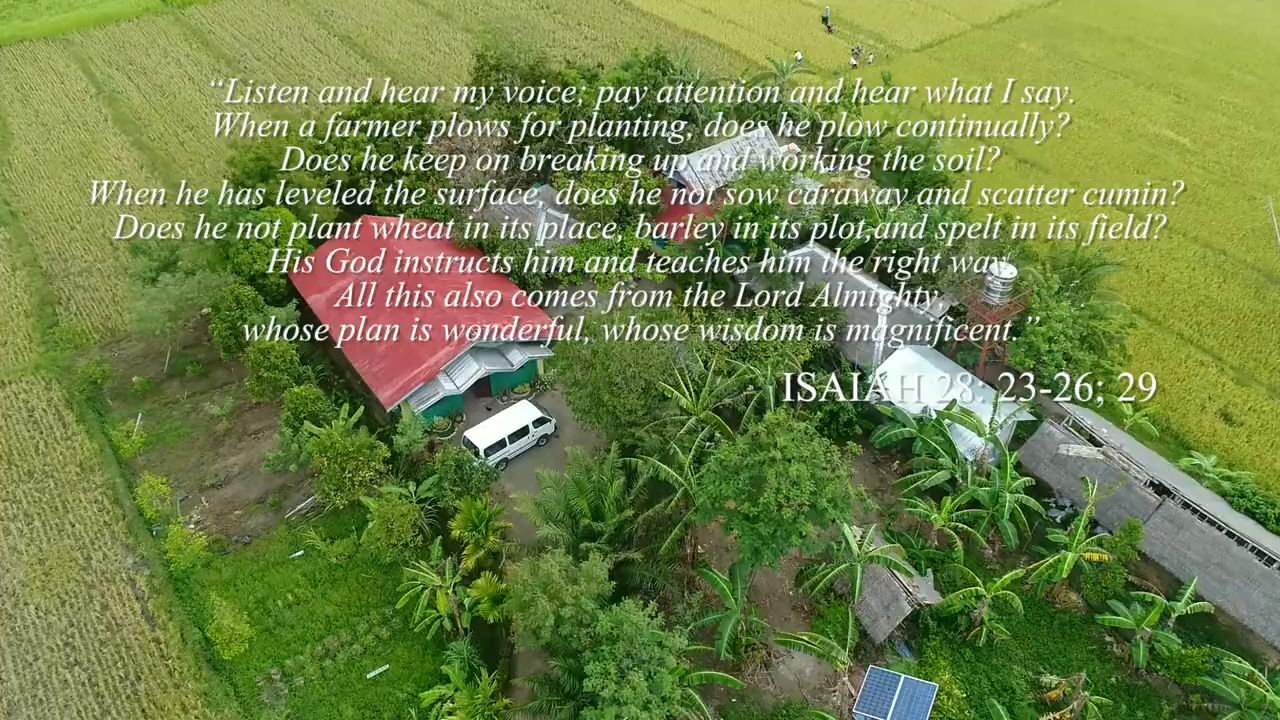 “Listen and hear my voice; pay attention and hear what I say.
When a farmer plows for planting, does he plow continually?
Does he keep on breaking up and working the soil?
When he has leveled the surface, does he not sow caraway and scatter cumin?
Does he not plant wheat in its place, barley in its plot,and spelt in its field?
His God instructs him and teaches him the right way.
All this also comes from the Lord Almighty,
whose plan is wonderful, whose wisdom is magnificent.”
ISAIAH 28: 23-26; 29